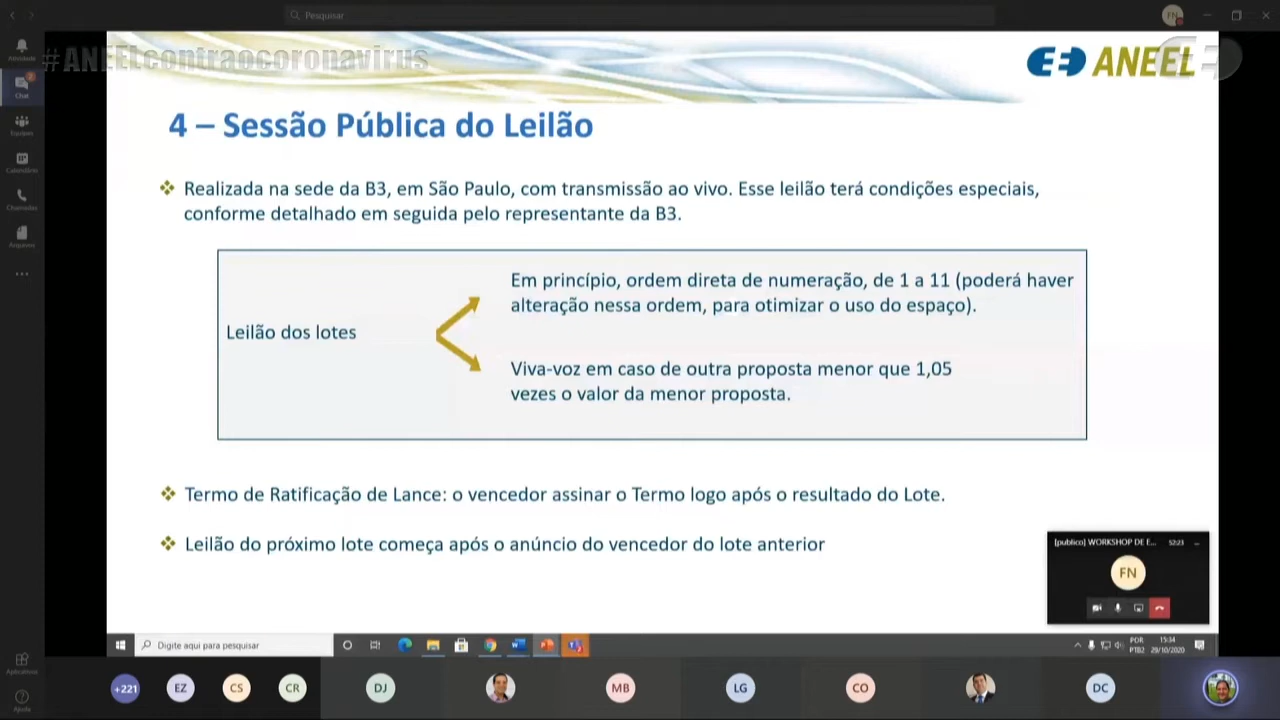 Pesquisar
FN
#ANEELcontraocoronavirus
ANEEL
Atividade
2
Chat
Equipes
Calendário
Chamadas
Arquivos
4 – Sessão Pública do Leilão
Realizada na sede da B3, em São Paulo, com transmissão ao vivo. Esse leilão terá condições especiais,
conforme detalhado em seguida pelo representante da B3.
Em princípio, ordem direta de numeração, de 1 a 11 (poderá haver
alteração nessa ordem, para otimizar o uso do espaço).
Leilão dos lotes
Viva-voz em caso de outra proposta menor que 1,05
vezes o valor da menor proposta.
Termo de Ratificação de Lance: o vencedor assinar o Termo logo após o resultado do Lote.
Leilão do próximo lote começa após o anúncio do vencedor do lote anterior
[publico] WORKSHOP DE E... 52:23
FN
Digite aqui para pesquisar
POR
PTB2
15:34
29/10/2020
Aplicativos
Ajuda
+221 EZ CS CR DJ MB LG CO DC